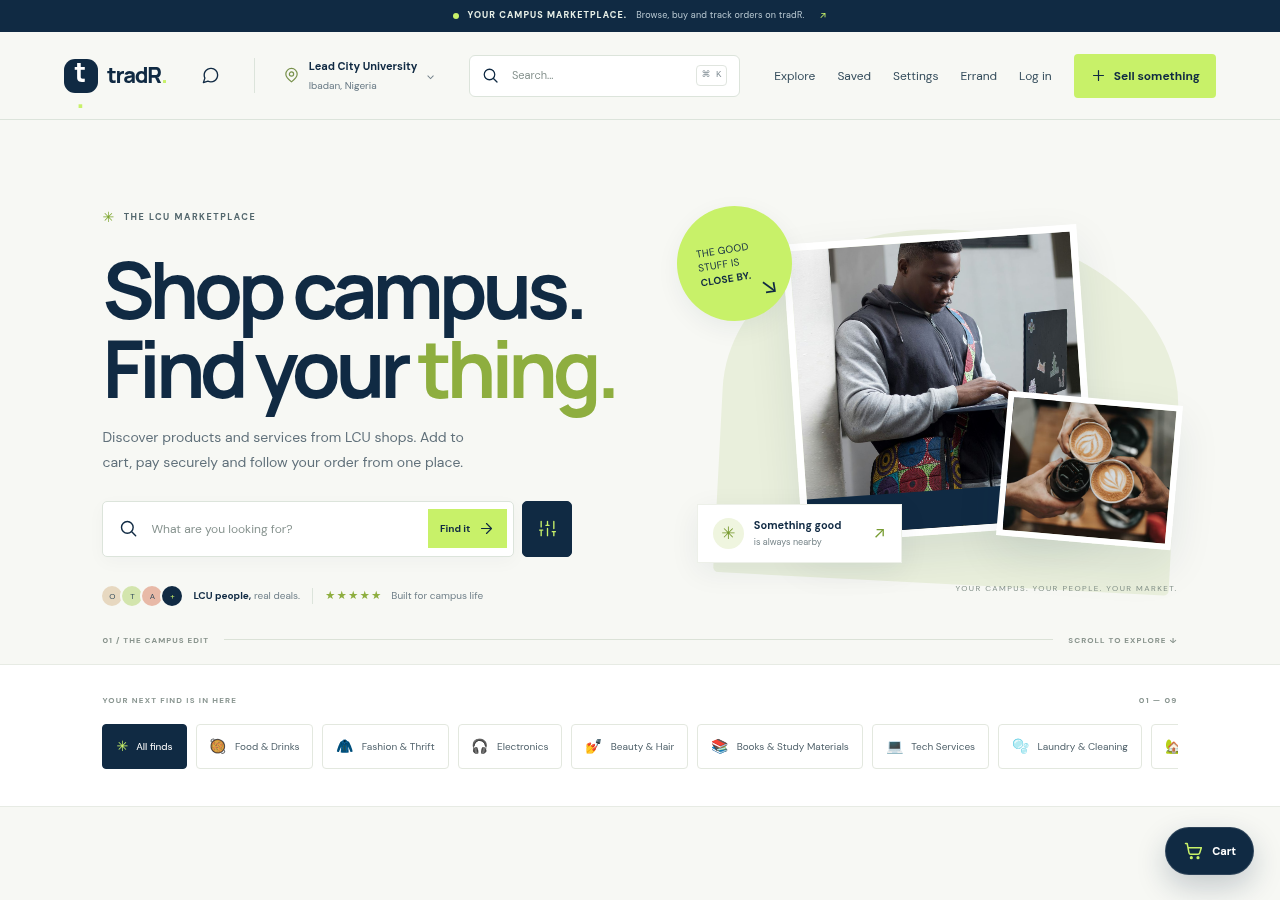 YOUR CAMPUS MARKETPLACE. Browse, buy and track orders on tradR. ↗
t tradR.
Lead City University
Ibadan, Nigeria
Search...
⌘ K
Explore
Saved
Settings
Errand
Log in
+ Sell something
✳ THE LCU MARKETPLACE
Shop campus.
Find your thing.
Discover products and services from LCU shops. Add to
cart, pay securely and follow your order from one place.
What are you looking for?
Find it →
O T A +
LCU people, real deals.
★★★★★ Built for campus life
THE GOOD
STUFF IS
CLOSE BY.
Something good
is always nearby
YOUR CAMPUS. YOUR PEOPLE. YOUR MARKET.
01 / THE CAMPUS EDIT
SCROLL TO EXPLORE ↓
YOUR NEXT FIND IS IN HERE
01 — 09
All finds
Food & Drinks
Fashion & Thrift
Electronics
Beauty & Hair
Books & Study Materials
Tech Services
Laundry & Cleaning
Cart